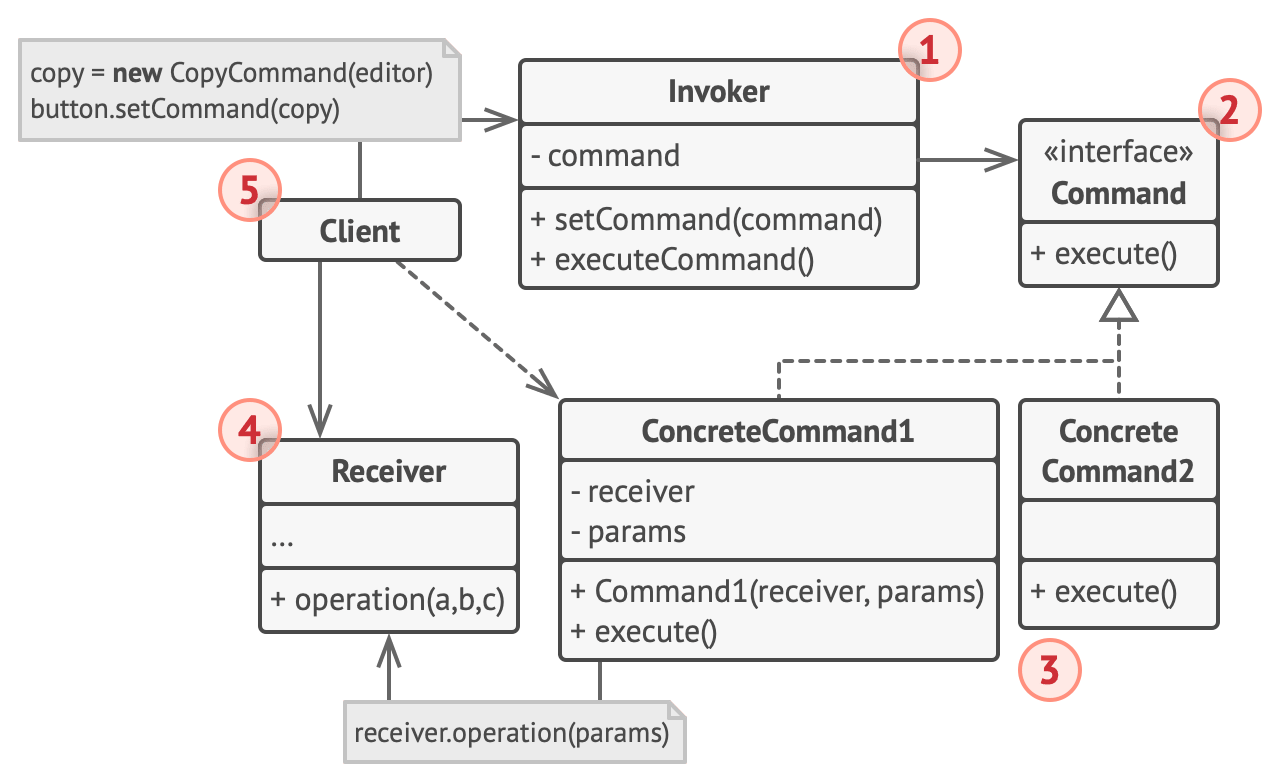 copy = new CopyCommand(editor)
button.setCommand(copy)
1
Invoker
- command
+ setCommand(command)
+ executeCommand()
2
«interface»
Command
+ execute()
5
Client
4
Receiver
...
+ operation(a,b,c)
ConcreteCommand1
- receiver
- params
+ Command1(receiver, params)
+ execute()
Concrete
Command2
+ execute()
3
receiver.operation(params)